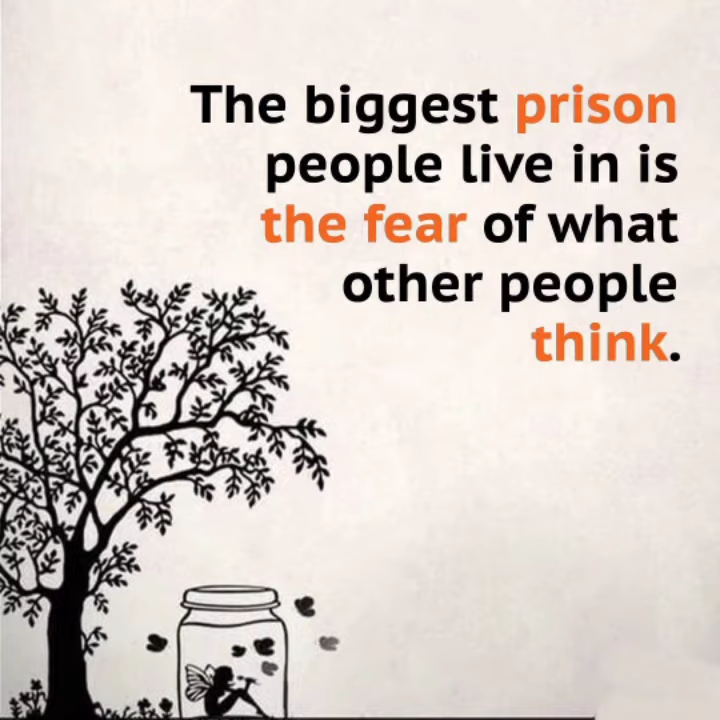 The biggest prison
people live in is
the fear of what
other people
think.